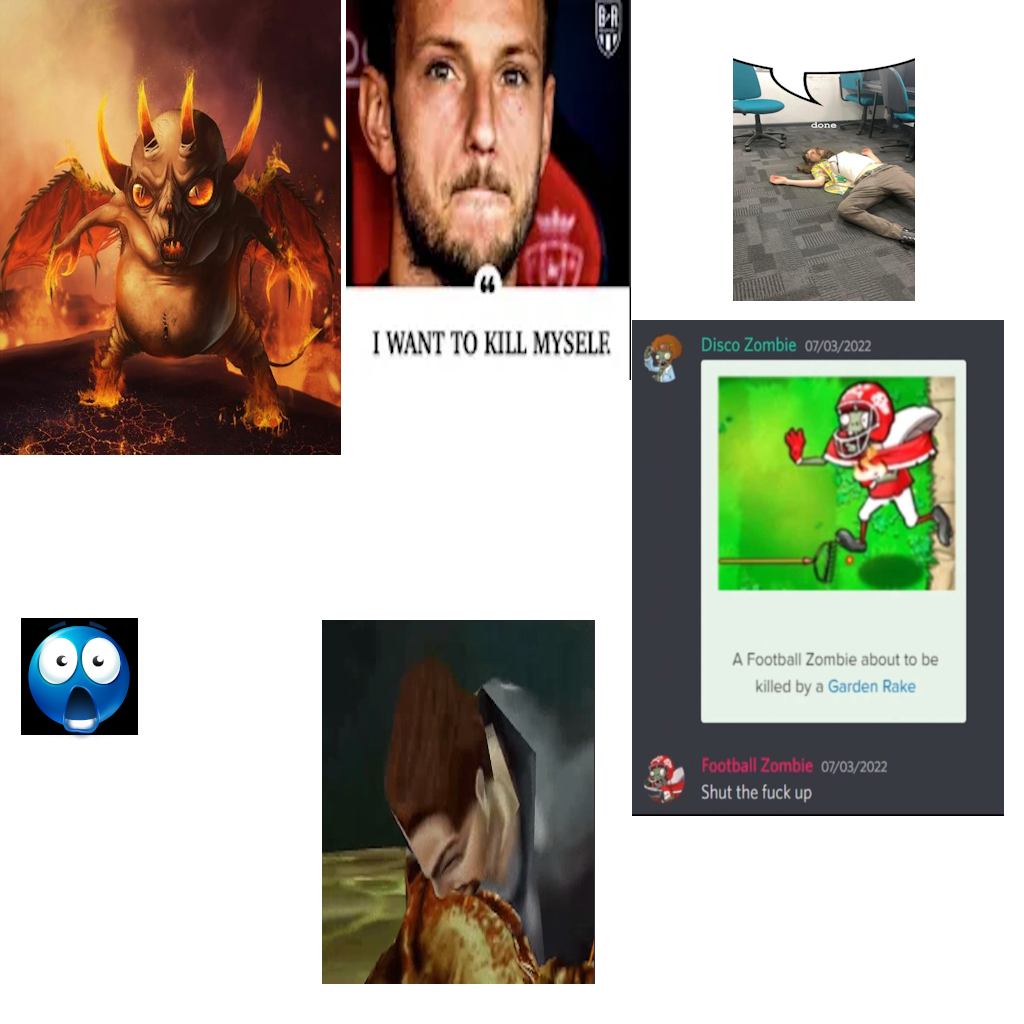 B/R
“
I WANT TO KILL MYSELF.
done
Disco Zombie 07/03/2022
A Football Zombie about to be
killed by a Garden Rake
Football Zombie 07/03/2022
Shut the fuck up